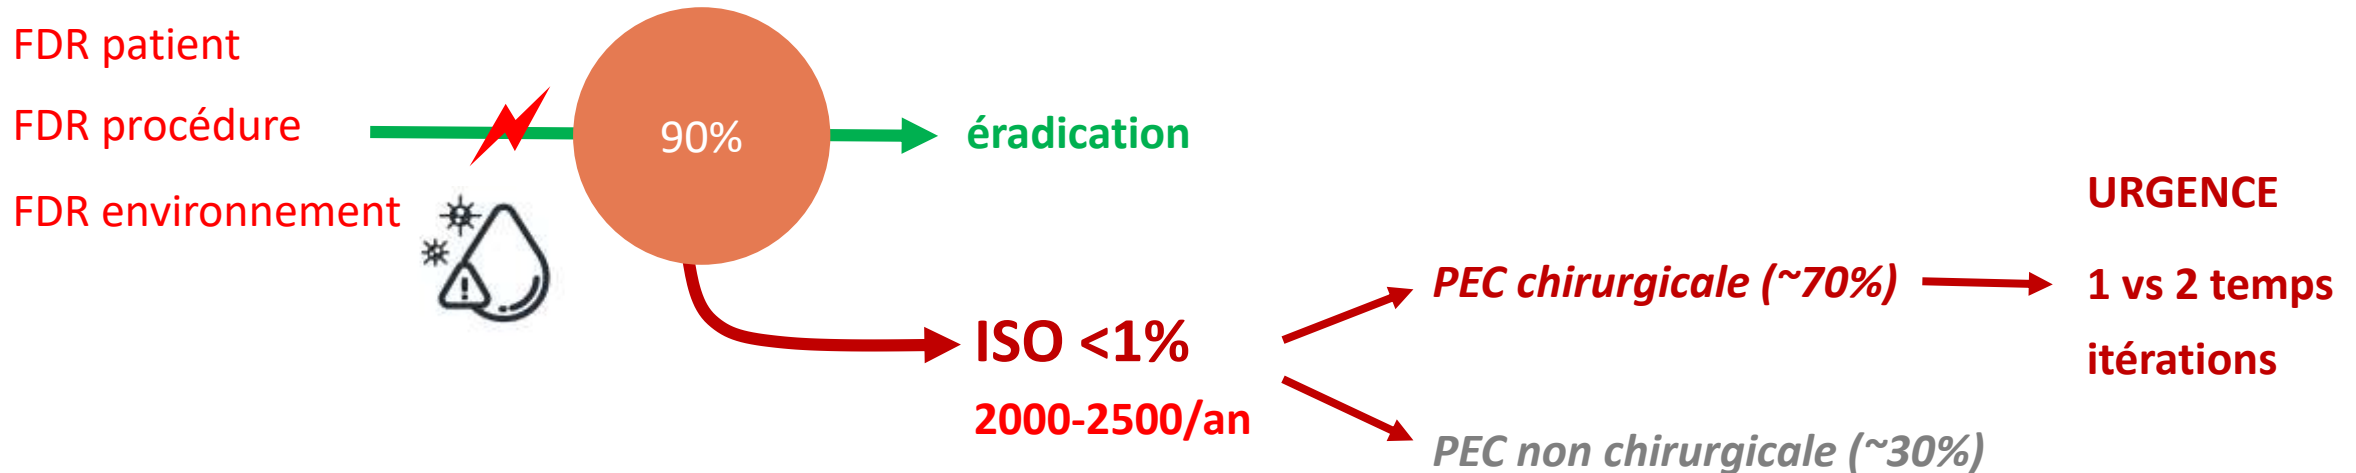 FDR patient
FDR procédure
FDR environnement
90%
éradication
ISO <1%
2000-2500/an
PEC chirurgicale (~70%)
PEC non chirurgicale (~30%)
URGENCE
1 vs 2 temps
itérations